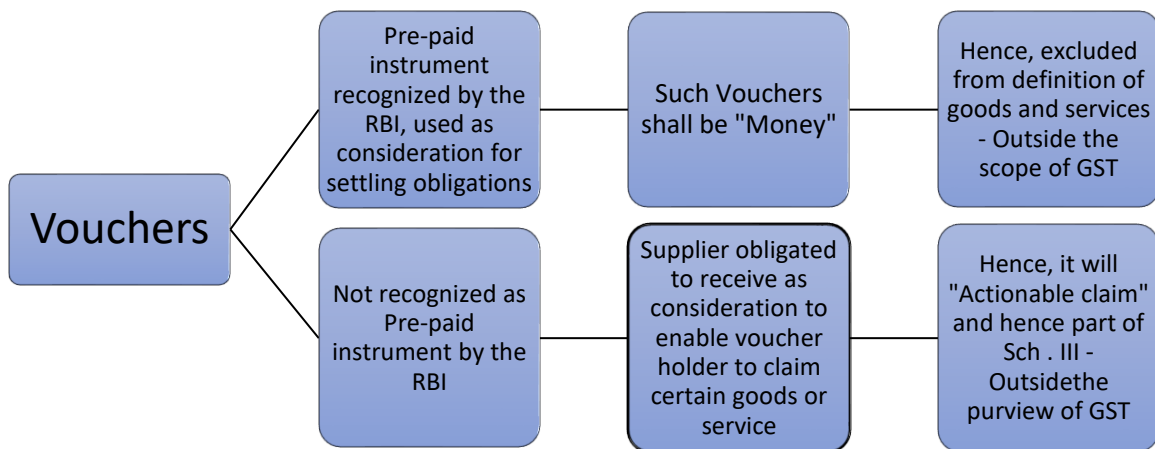 Vouchers
Pre-paid
instrument
recognized by the
RBI, used as
consideration for
settling obligations
Such Vouchers
shall be "Money"
Hence, excluded
from definition of
goods and services
- Outside the
scope of GST
Not recognized as
Pre-paid
instrument by the
RBI
Supplier obligated
to receive as
consideration to
enable voucher
holder to claim
certain goods or
service
Hence, it will
"Actionable claim"
and hence part of
Sch . III -
Outsidethe
purview of GST